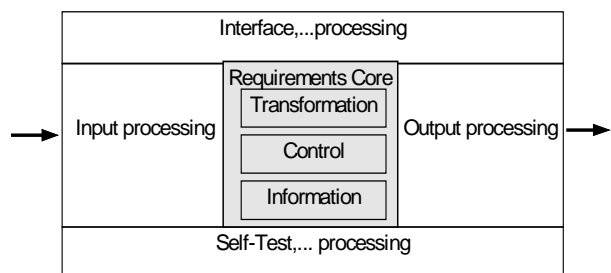 Interface,...processing
Requirements Core
Transformation
Input processing
Control
Output processing
Information
Self-Test,... processing